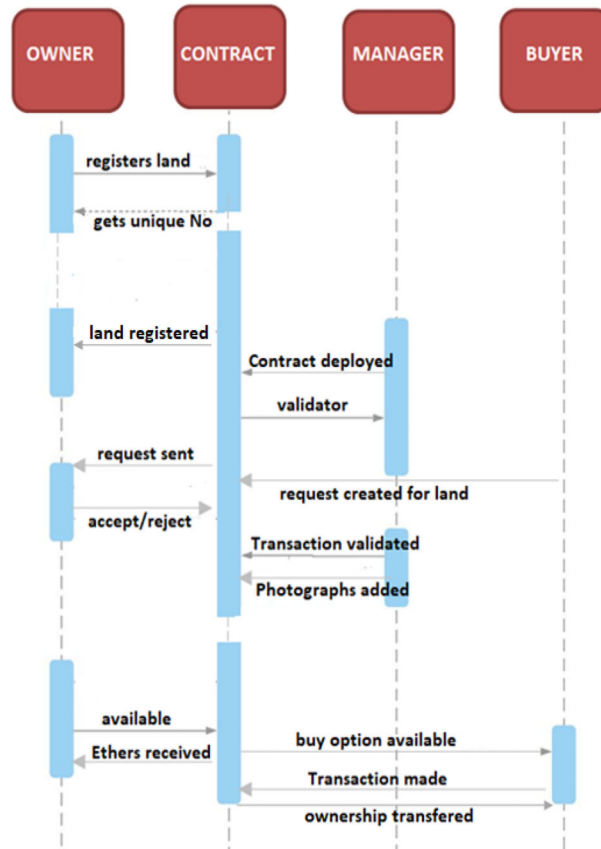 OWNER
CONTRACT
MANAGER
BUYER
registers land
gets unique No
land registered
Contract deployed
validator
request sent
request created for land
accept/reject
Transaction validated
Photographs added
available
buy option available
Ethers received
Transaction made
ownership transfered